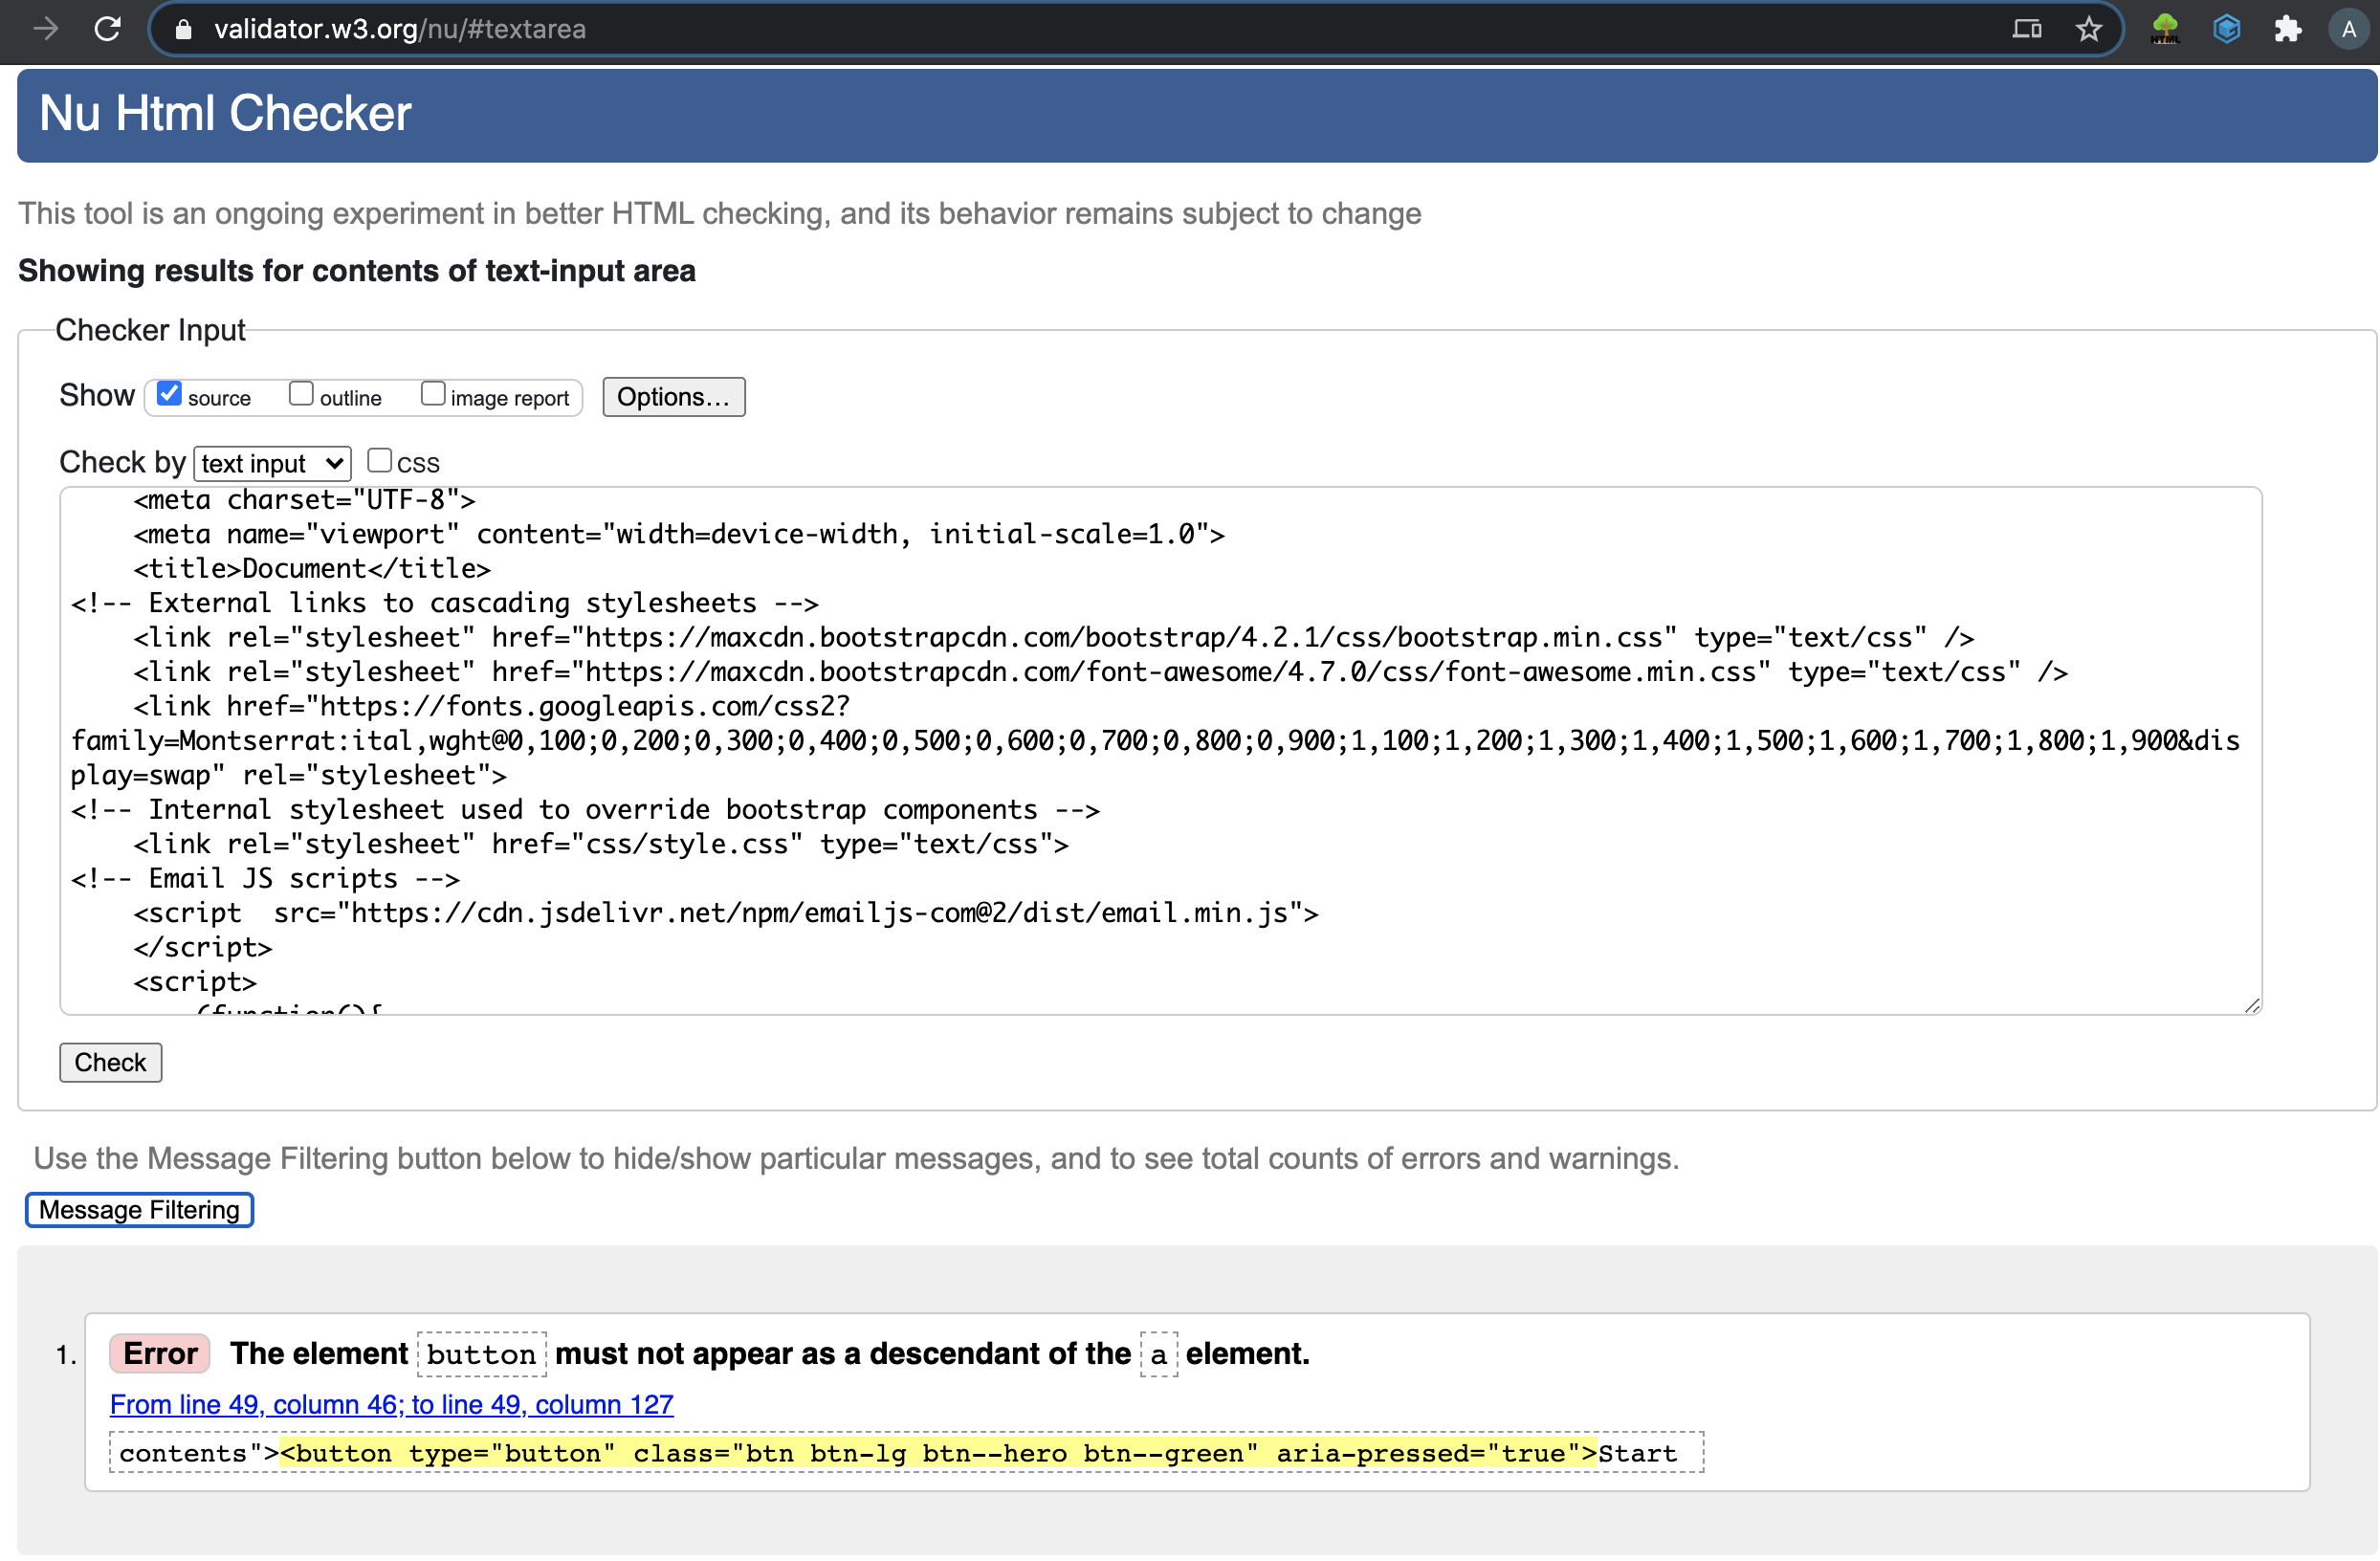 validator.w3.org/nu/#textarea
HTML
A
Nu Html Checker
This tool is an ongoing experiment in better HTML checking, and its behavior remains subject to change
Showing results for contents of text-input area
Checker Input
Show source outline image report Options...
Check by text input css
<meta charset="UTF-8">
<meta name="viewport" content="width=device-width, initial-scale=1.0">
<title>Document</title>
<!-- External links to cascading stylesheets -->
<link rel="stylesheet" href="https://maxcdn.bootstrapcdn.com/bootstrap/4.2.1/css/bootstrap.min.css" type="text/css" />
<link rel="stylesheet" href="https://maxcdn.bootstrapcdn.com/font-awesome/4.7.0/css/font-awesome.min.css" type="text/css" />
<link href="https://fonts.googleapis.com/css2?
family=Montserrat:ital,wght@0,100;0,200;0,300;0,400;0,500;0,600;0,700;0,800;0,900;1,100;1,200;1,300;1,400;1,500;1,600;1,700;1,800;1,900&dis
play=swap" rel="stylesheet">
<!-- Internal stylesheet used to override bootstrap components -->
<link rel="stylesheet" href="css/style.css" type="text/css">
<!-- Email JS scripts -->
<script  src="https://cdn.jsdelivr.net/npm/emailjs-com@2/dist/email.min.js">
</script>
<script>
(function(){
Check
Use the Message Filtering button below to hide/show particular messages, and to see total counts of errors and warnings.
Message Filtering
1. Error The element button must not appear as a descendant of the a element.
From line 49, column 46; to line 49, column 127
contents"><button type="button" class="btn btn-lg btn--hero btn--green" aria-pressed="true">Start